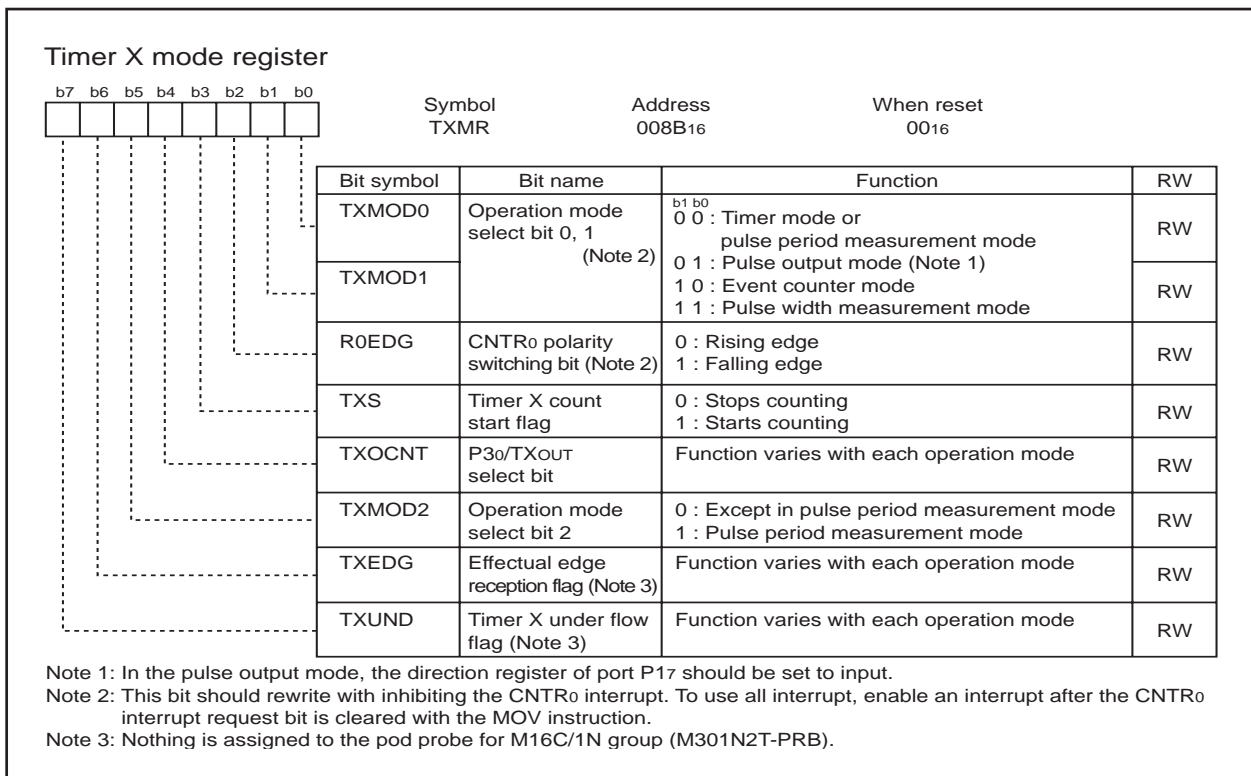 Timer X mode register
b7 b6 b5 b4 b3 b2 b1 b0
Symbol Address When reset
TXMR 008B16 0016
Bit symbol Bit name Function RW
TXMOD0 Operation mode select bit 0, 1 (Note 2)
b1 b0
0 0 : Timer mode or
pulse period measurement mode
RW
0 1 : Pulse output mode (Note 1)
TXMOD1
1 0 : Event counter mode
1 1 : Pulse width measurement mode
RW
R0EDG CNTR0 polarity 0 : Rising edge
switching bit (Note 2) 1 : Falling edge
RW
TXS Timer X count 0 : Stops counting
start flag 1 : Starts counting
RW
TXOCNT P30/TXOUT Function varies with each operation mode
select bit
RW
TXMOD2 Operation mode 0 : Except in pulse period measurement mode
select bit 2 1 : Pulse period measurement mode
RW
TXEDG Effectual edge Function varies with each operation mode
reception flag (Note 3)
RW
TXUND Timer X under flow Function varies with each operation mode
flag (Note 3)
RW
Note 1: In the pulse output mode, the direction register of port P17 should be set to input.
Note 2: This bit should rewrite with inhibiting the CNTR0 interrupt. To use all interrupt, enable an interrupt after the CNTR0
interrupt request bit is cleared with the MOV instruction.
Note 3: Nothing is assigned to the pod probe for M16C/1N group (M301N2T-PRB).